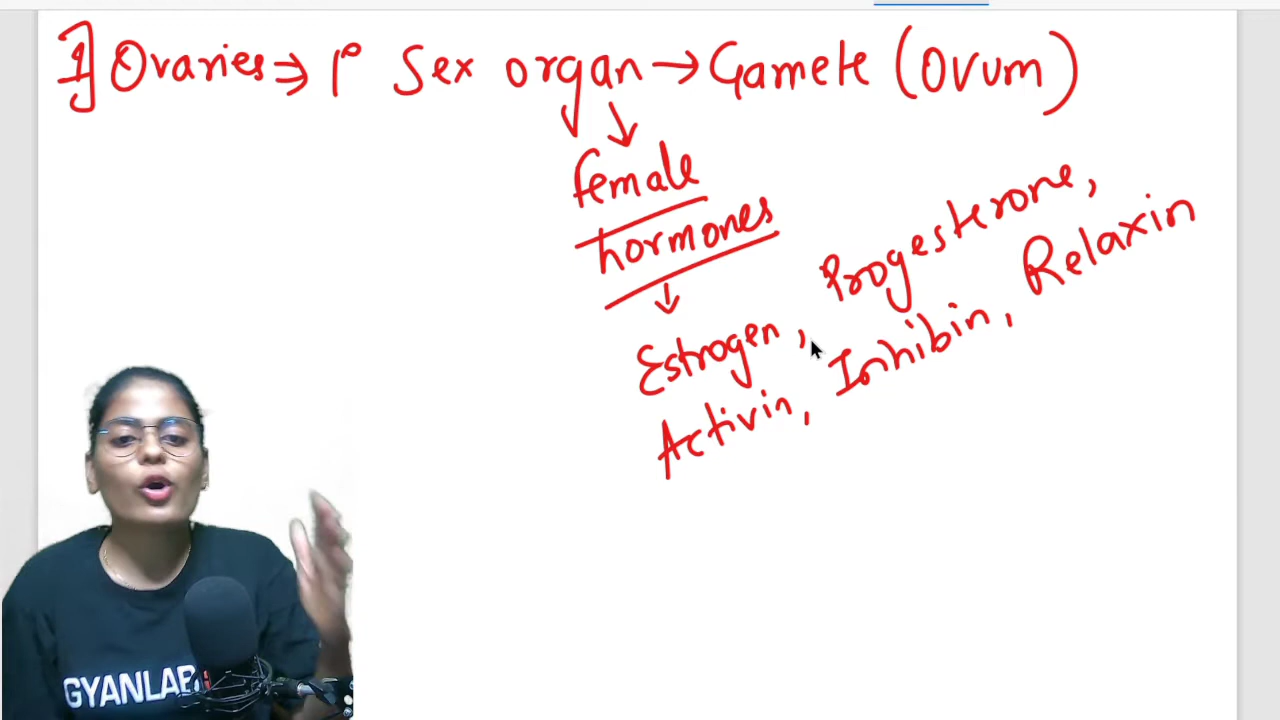 1] Ovaries ⇒ 1° Sex organ → Gamete (Ovum)
female
hormones
Estrogen, Progesterone,
Activin, Inhibin, Relaxin
GYANLAB